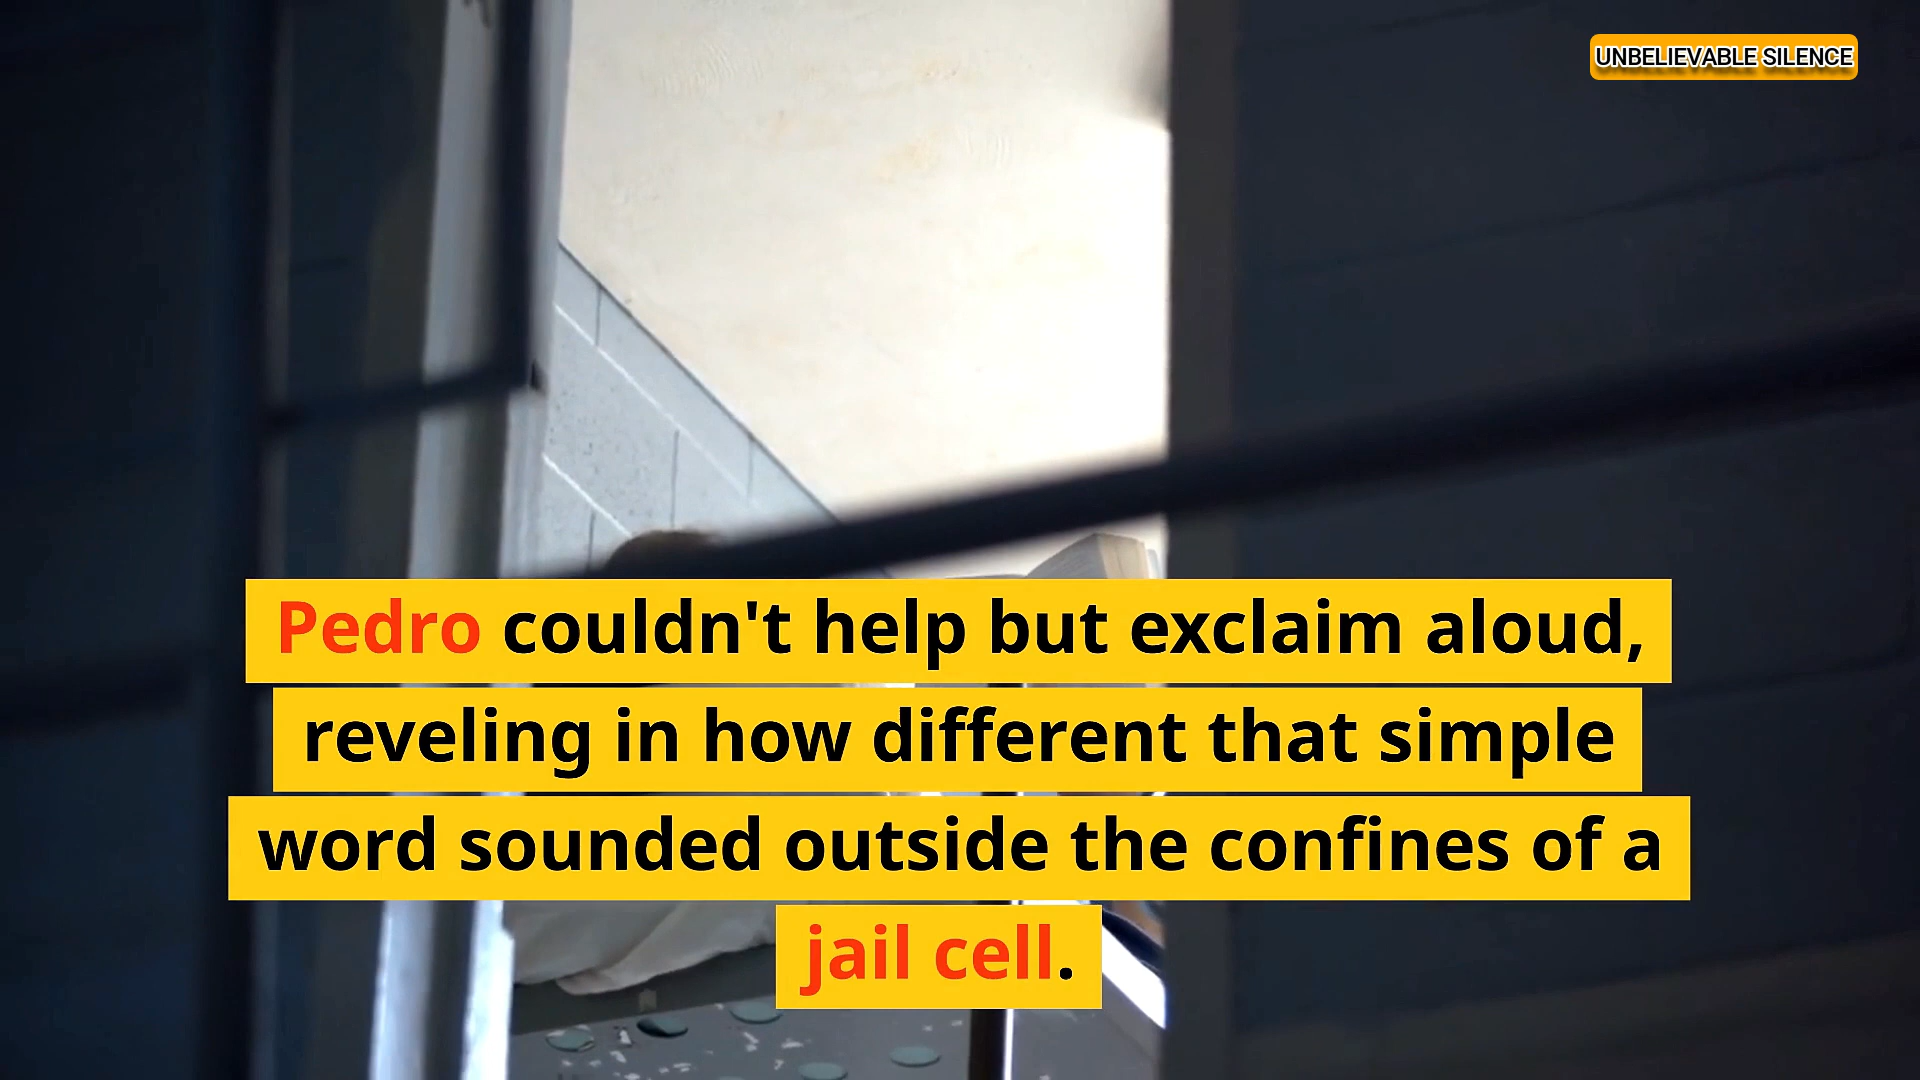 UNBELIEVABLE SILENCE
Pedro couldn't help but exclaim aloud,
reveling in how different that simple
word sounded outside the confines of a
jail cell.